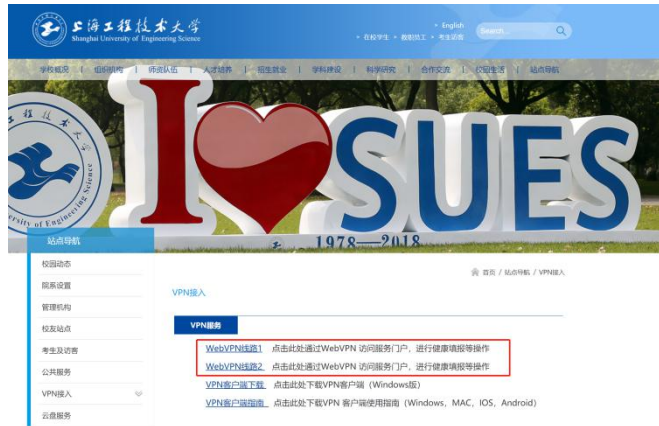 上海工程技术大学
Shanghai University of Engineering Science
English
在校学生 教职员工 考生访客
Search...
学校概况 | 组织机构 | 师资队伍 | 人才培养 | 招生就业 | 学科建设 | 科学研究 | 合作交流 | 校园生活 | 站点导航
I SUES
1978—2018
站点导航
校园动态
院系设置
管理机构
校友站点
考生及访客
公共服务
VPN接入
云盘服务
首页 / 站点导航 / VPN接入
VPN接入
VPN服务
WebVPN线路1 点击此处通过WebVPN 访问服务门户，进行健康填报等操作
WebVPN线路2 点击此处通过WebVPN 访问服务门户，进行健康填报等操作
VPN客户端下载 点击此处下载VPN客户端（Windows版）
VPN客户端指南 点击此处下载VPN 客户端使用指南（Windows、MAC、IOS、Android）